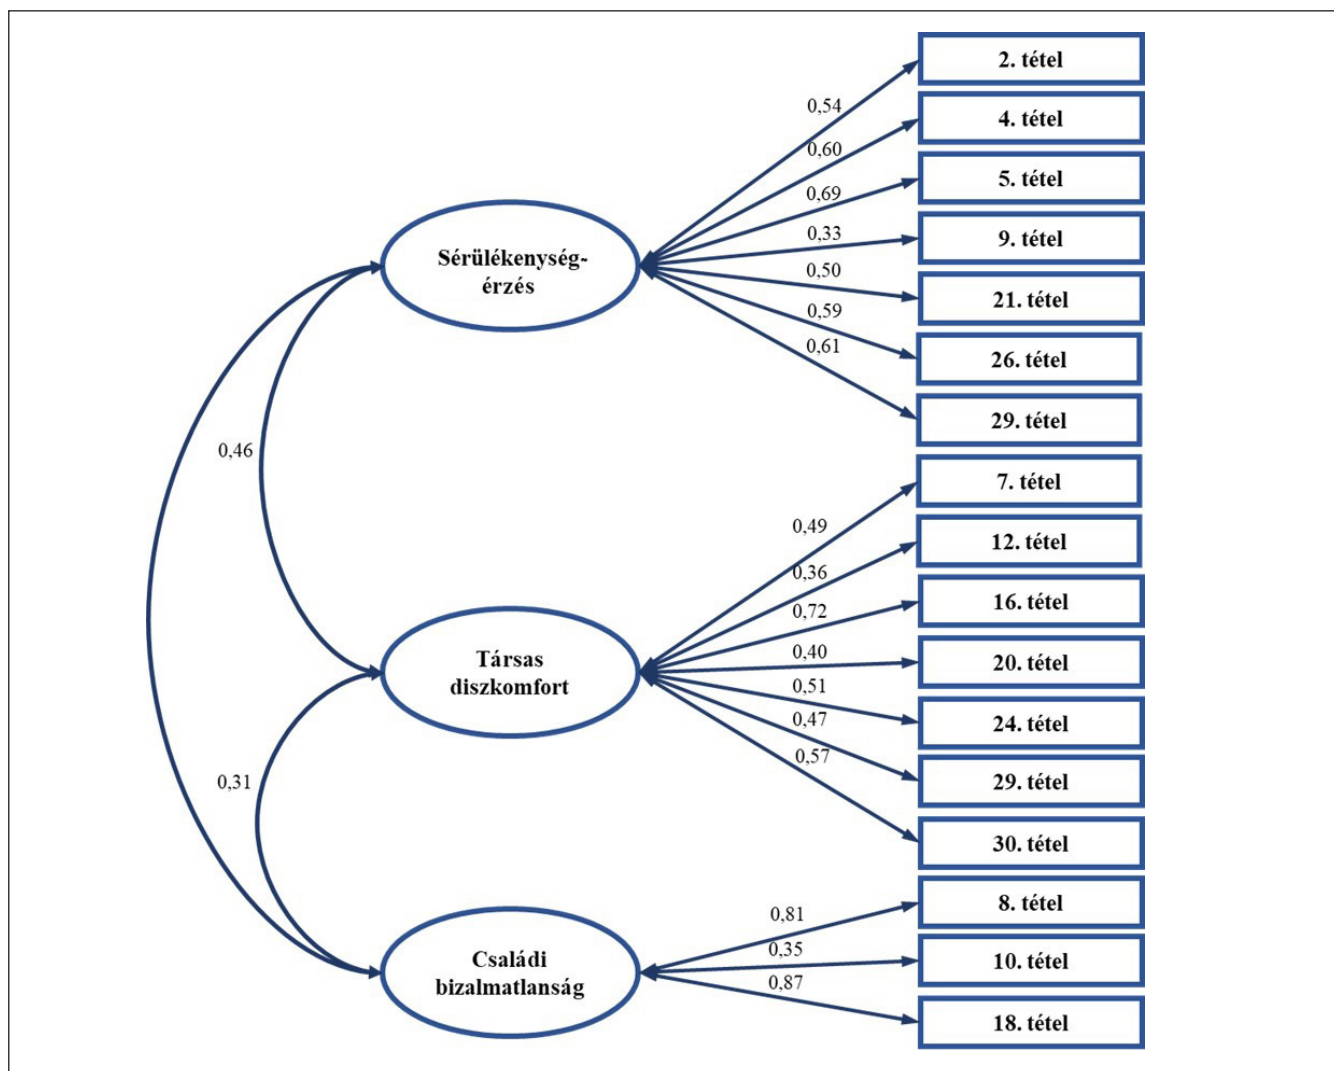 2. tétel
0,54
4. tétel
0,60
5. tétel
0,69
9. tétel
0,33
Sérülékenység-
érzés
21. tétel
0,50
26. tétel
0,59
29. tétel
0,61
0,46
7. tétel
0,49
12. tétel
0,36
16. tétel
0,72
Társas
diszkomfort
20. tétel
0,40
24. tétel
0,51
29. tétel
0,47
30. tétel
0,57
0,31
8. tétel
0,81
Családi
bizalmatlanság
10. tétel
0,35
18. tétel
0,87